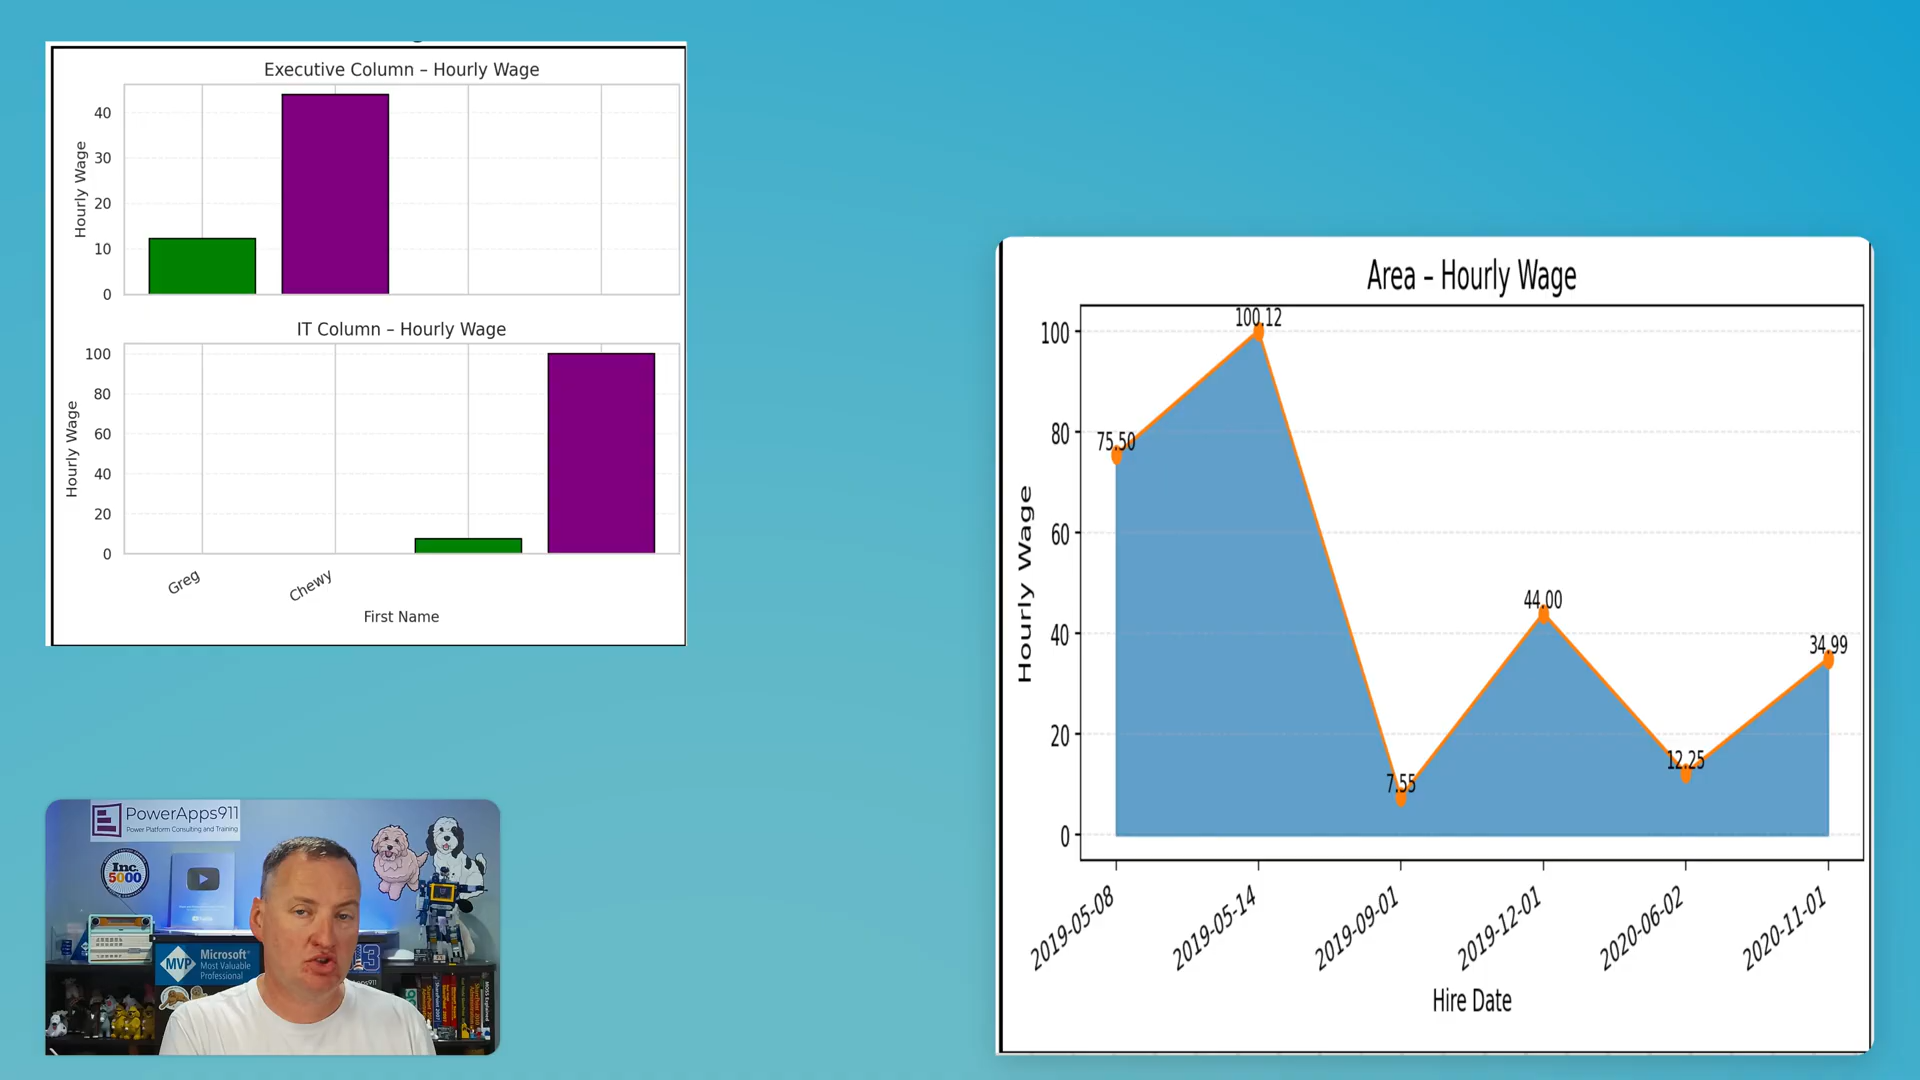 Executive Column – Hourly Wage
Hourly Wage
40
30
20
10
0
IT Column – Hourly Wage
Hourly Wage
100
80
60
40
20
0
Greg
Chewy
First Name
Area – Hourly Wage
Hourly Wage
100
80
60
40
20
0
75.50
100.12
7.55
44.00
12.25
34.99
2019-05-08
2019-05-14
2019-09-01
2019-12-01
2020-06-02
2020-11-01
Hire Date
PowerApps911
Power Platform Consulting and Training
Inc.
5000
Microsoft®
MVP
Most Valuable
Professional